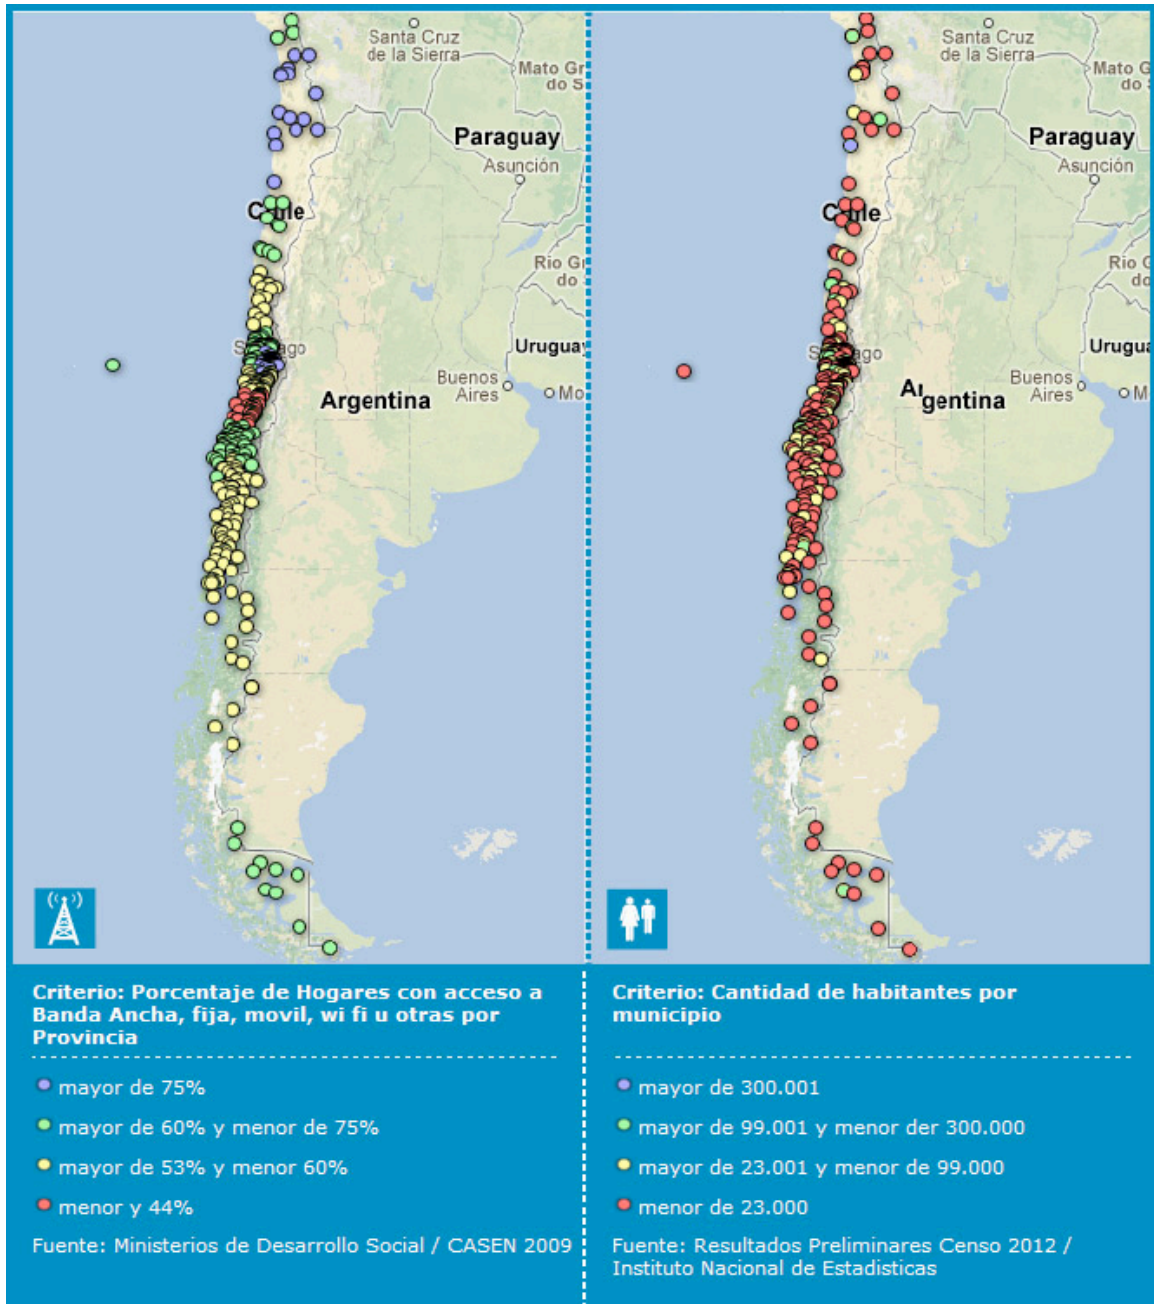 Santa Cruz
de la Sierra
Mato Gr
do S
Paraguay
Asunción
Chile
Rio G
do
Santiago
Uruguay
Buenos
Aires
Mo
Argentina
Santa Cruz
de la Sierra
Mato G
do
Paraguay
Asunción
Chile
Rio G
do
Santiago
Urugua
Buenos
Aires
M
Argentina
Criterio: Porcentaje de Hogares con acceso a
Banda Ancha, fija, movil, wi fi u otras por
Provincia
mayor de 75%
mayor de 60% y menor de 75%
mayor de 53% y menor 60%
menor y 44%
Fuente: Ministerios de Desarrollo Social / CASEN 2009
Criterio: Cantidad de habitantes por
municipio
mayor de 300.001
mayor de 99.001 y menor der 300.000
mayor de 23.001 y menor de 99.000
menor de 23.000
Fuente: Resultados Preliminares Censo 2012 /
Instituto Nacional de Estadisticas